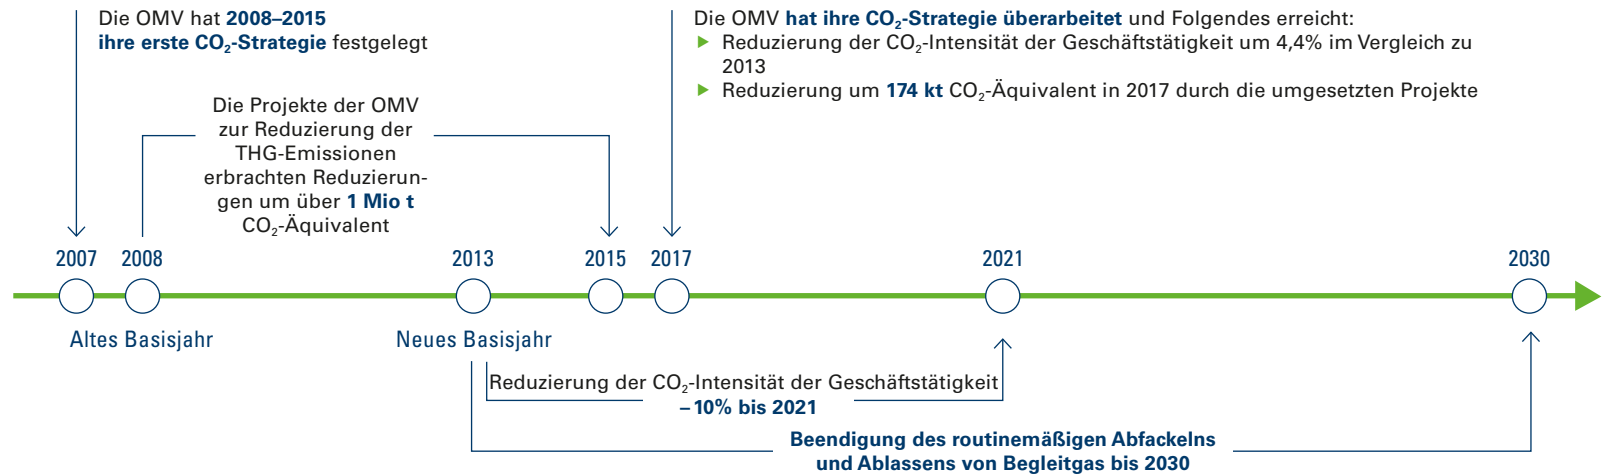 Die OMV hat 2008–2015
ihre erste CO₂-Strategie festgelegt
Die OMV hat ihre CO₂-Strategie überarbeitet und Folgendes erreicht:
▶ Reduzierung der CO₂-Intensität der Geschäftstätigkeit um 4,4% im Vergleich zu
2013
▶ Reduzierung um 174 kt CO₂-Äquivalent in 2017 durch die umgesetzten Projekte
Die Projekte der OMV
zur Reduzierung der
THG-Emissionen
erbrachten Reduzierun-
gen um über 1 Mio t
CO₂-Äquivalent
2007 2008 2013 2015 2017 2021 2030
Altes Basisjahr Neues Basisjahr
Reduzierung der CO₂-Intensität der Geschäftstätigkeit
–10% bis 2021
Beendigung des routinemäßigen Abfackelns
und Ablassens von Begleitgas bis 2030